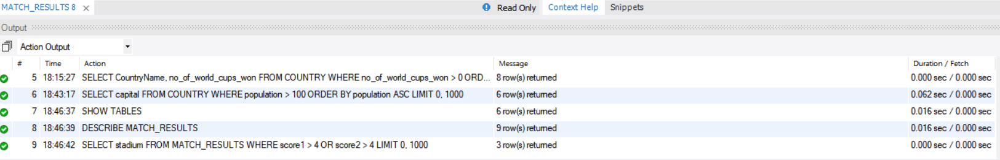 MATCH_RESULTS 8 × Read Only Context Help Snippets
Output
Action Output
# Time Action Message Duration / Fetch
5 18:15:27 SELECT CountryName, no_of_world_cups_won FROM COUNTRY WHERE no_of_world_cups_won > 0 ORD... 8 row(s) returned 0.000 sec / 0.000 sec
6 18:43:17 SELECT capital FROM COUNTRY WHERE population > 100 ORDER BY population ASC LIMIT 0, 1000 6 row(s) returned 0.062 sec / 0.000 sec
7 18:46:37 SHOW TABLES 6 row(s) returned 0.016 sec / 0.000 sec
8 18:46:39 DESCRIBE MATCH_RESULTS 9 row(s) returned 0.016 sec / 0.000 sec
9 18:46:42 SELECT stadium FROM MATCH_RESULTS WHERE score1 > 4 OR score2 > 4 LIMIT 0, 1000 3 row(s) returned 0.000 sec / 0.000 sec